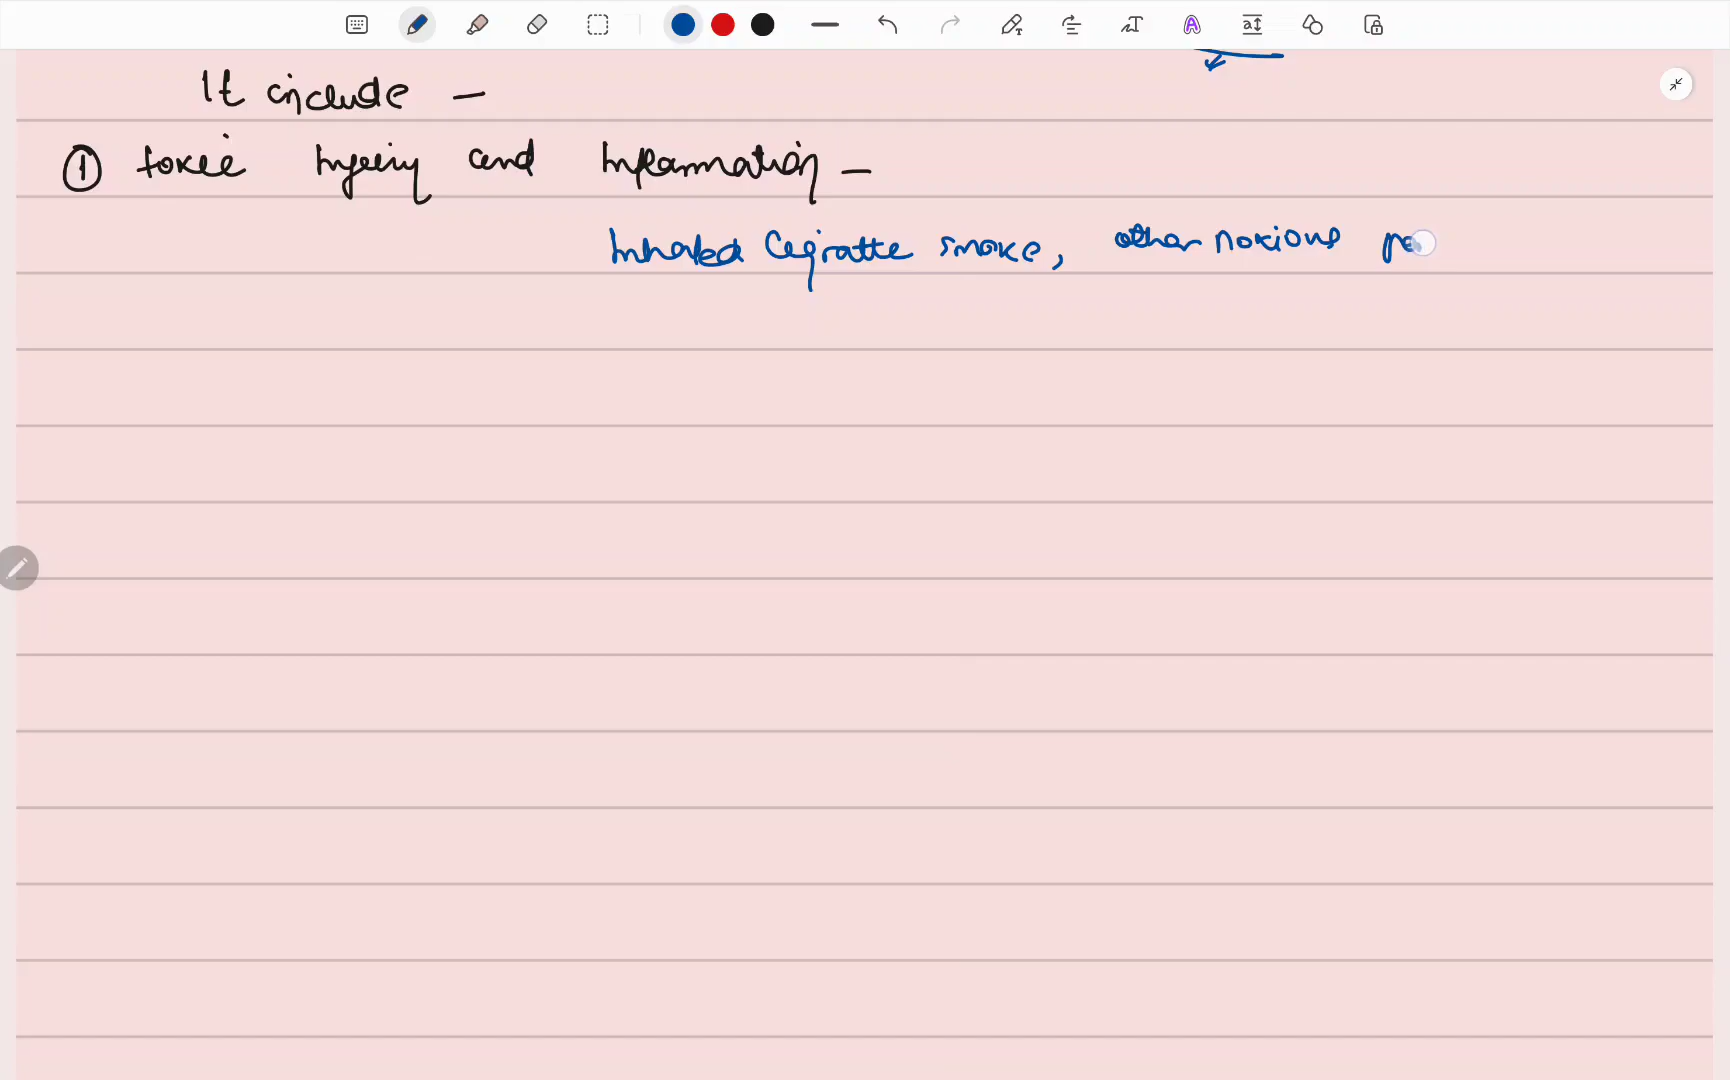 It include –
① toxic Injury and Inflammation –
Inhaled Cigratte smoke, other noxious